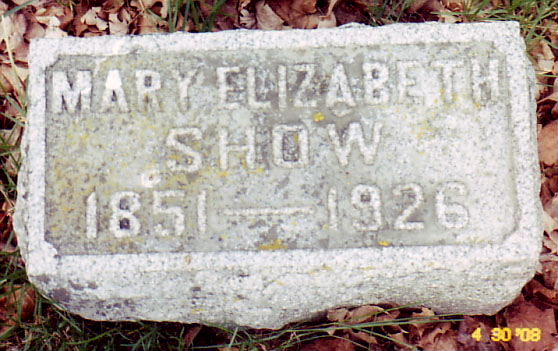 MARY ELIZABETH
SHOW
1851—1926
4 30 '08